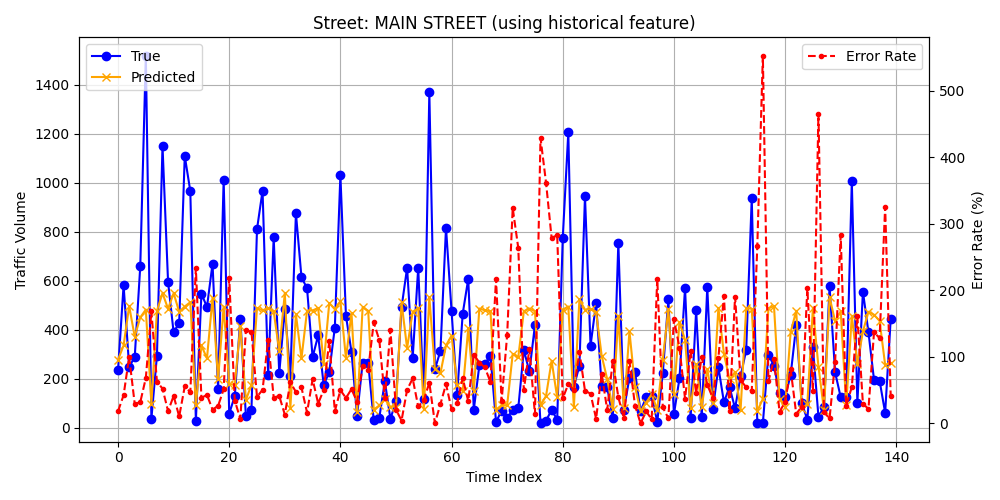 Street: MAIN STREET (using historical feature)
True
Predicted
Error Rate
Traffic Volume
1400
1200
1000
800
600
400
200
0
500
400
300
200
100
0
Error Rate (%)
0 20 40 60 80 100 120 140
Time Index